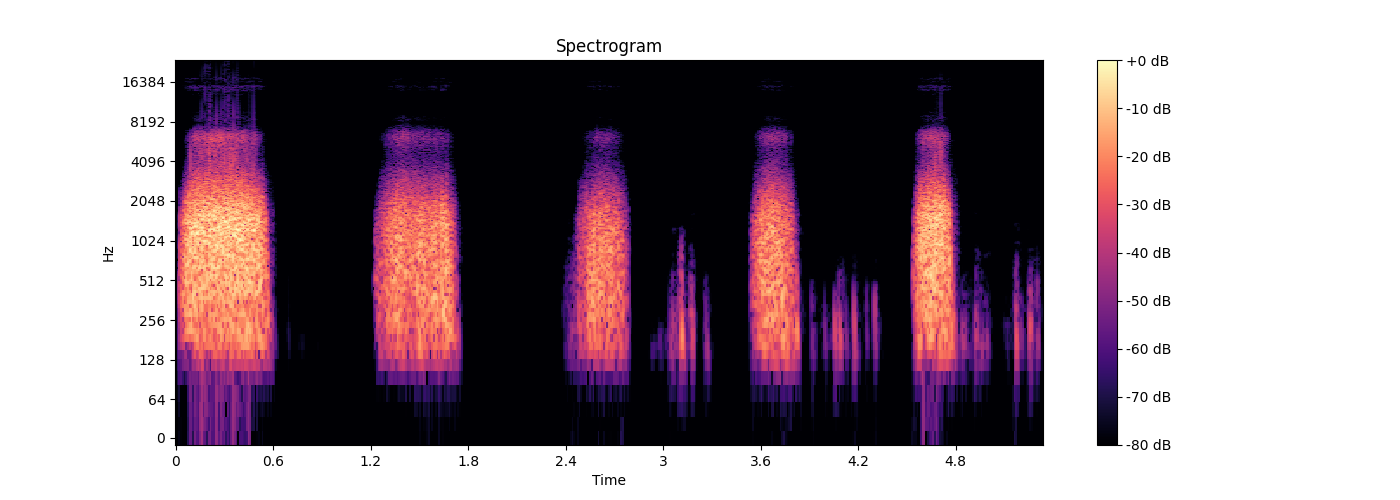 Spectrogram
Hz
16384
8192
4096
2048
1024
512
256
128
64
0
0 0.6 1.2 1.8 2.4 3 3.6 4.2 4.8
Time
+0 dB
-10 dB
-20 dB
-30 dB
-40 dB
-50 dB
-60 dB
-70 dB
-80 dB